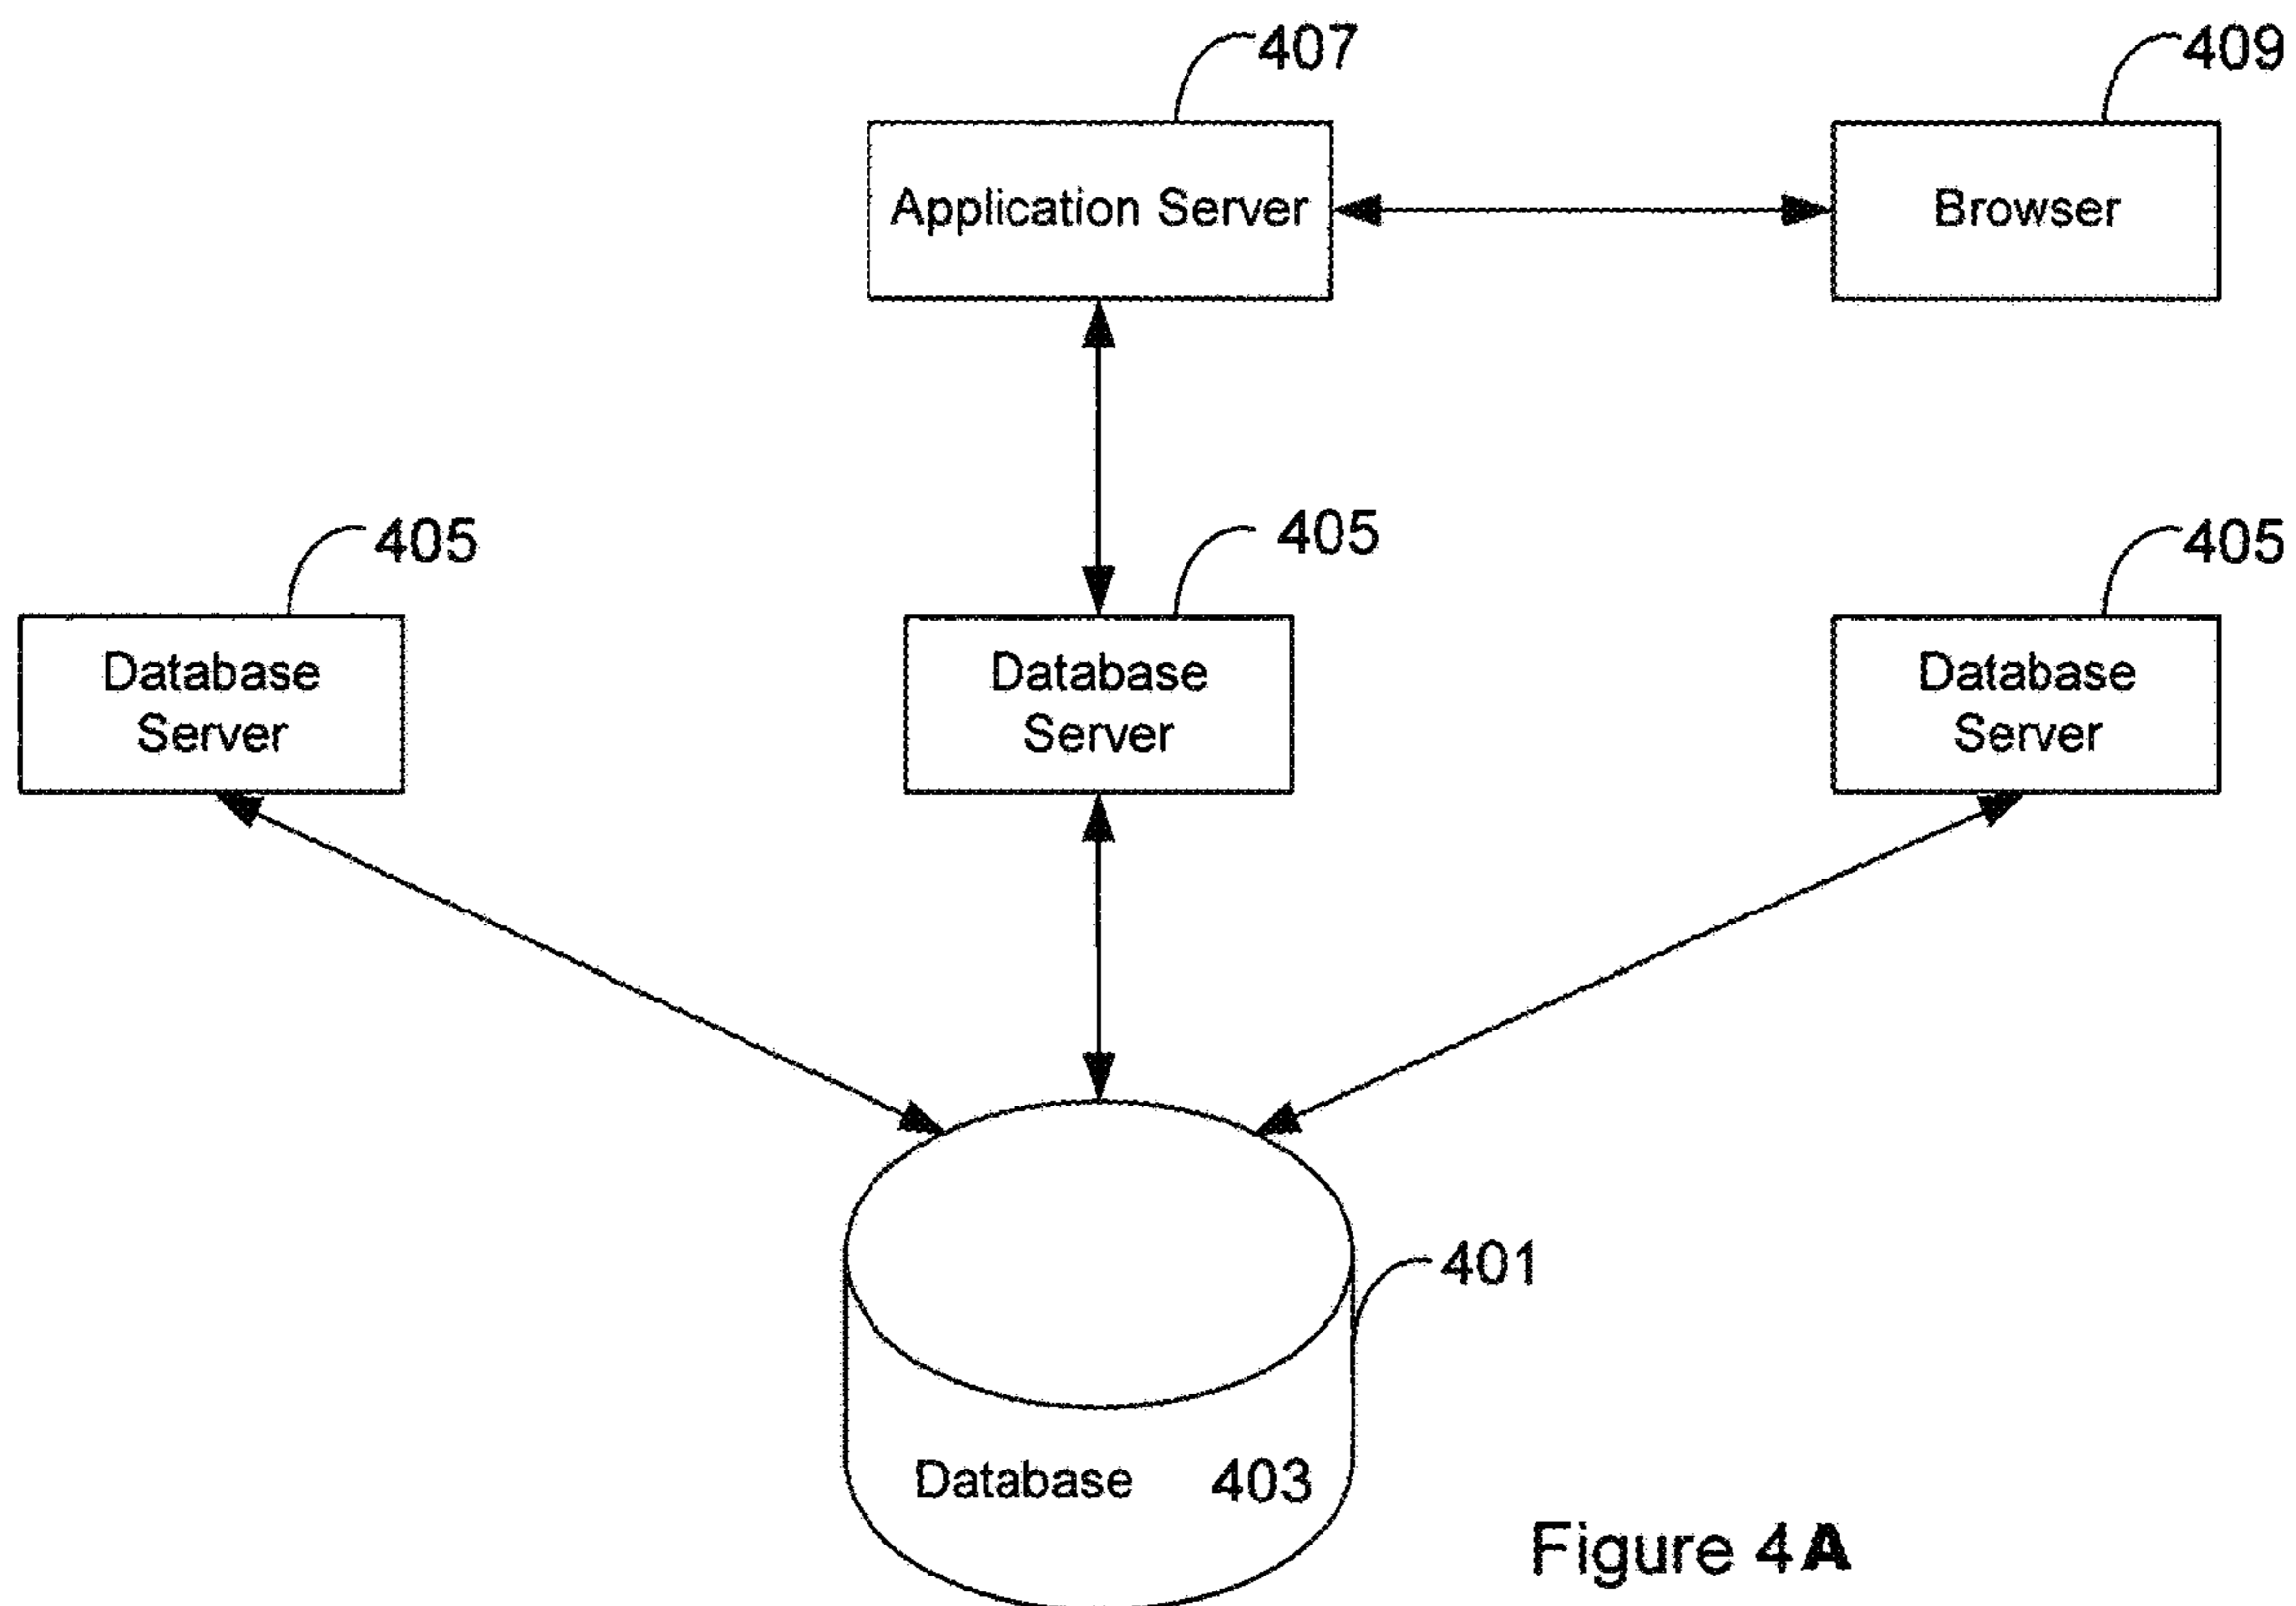 407
409
Application Server
Browser
405
405
405
Database
Server
Database
Server
Database
Server
401
Database 403
Figure 4A